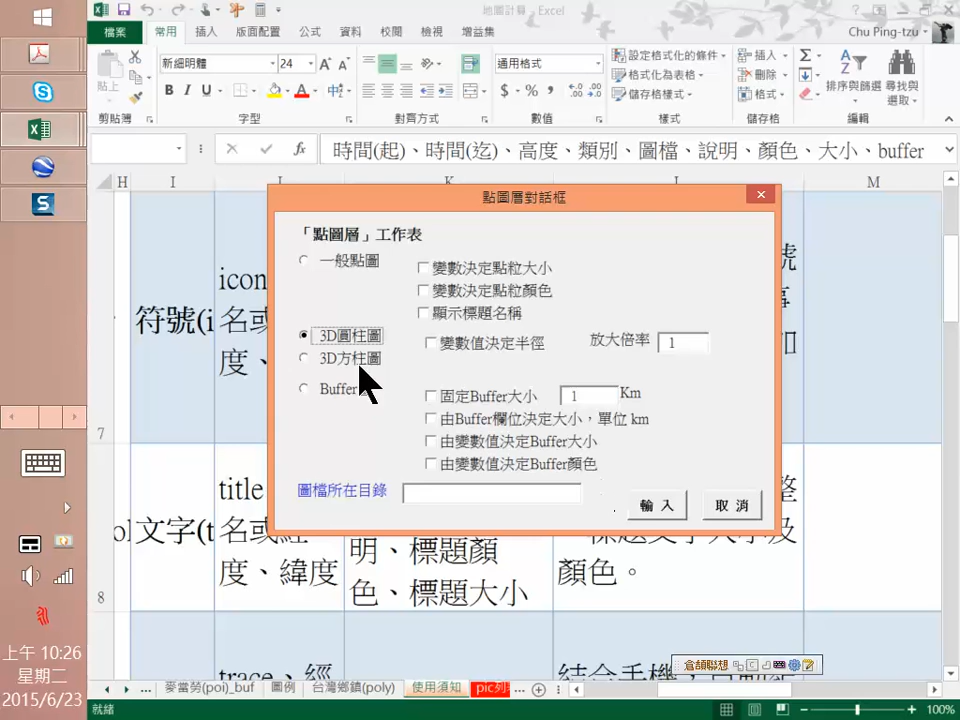 地圖計算 - Excel
檔案 常用 插入 版面配置 公式 資料 校閱 檢視 增益集 Chu Ping-tzu
新細明體 24 通用格式 設定格式化的條件 插入
貼上 格式化為表格 刪除 排序與篩選 尋找與選取
B I U 儲存格樣式 格式
剪貼簿 字型 對齊方式 數值 樣式 儲存格 編輯
時間(起)、時間(迄)、高度、類別、圖檔、說明、顏色、大小、buffer
H I J K L M
點圖層對話框
「點圖層」工作表
一般點圖
變數決定點粒大小
變數決定點粒顏色
顯示標題名稱
3D圓柱圖
變數值決定半徑 放大倍率 1
3D方柱圖
Buffer
固定Buffer大小 1 Km
由Buffer欄位決定大小，單位 km
由變數值決定Buffer大小
由變數值決定Buffer顏色
圖檔所在目錄
輸 入 取 消
icon
符號(i
名或
度、
7
title
文字(t
名或
度、緯度
明、標題顏
色、標題大小
顏色。
8
trace、經
結合手機
倉頡聯想
麥當勞(poi)_buf 圖例 台灣鄉鎮(poly) 使用須知 pic列
就緒 100%
上午 10:26
星期二
2015/6/23